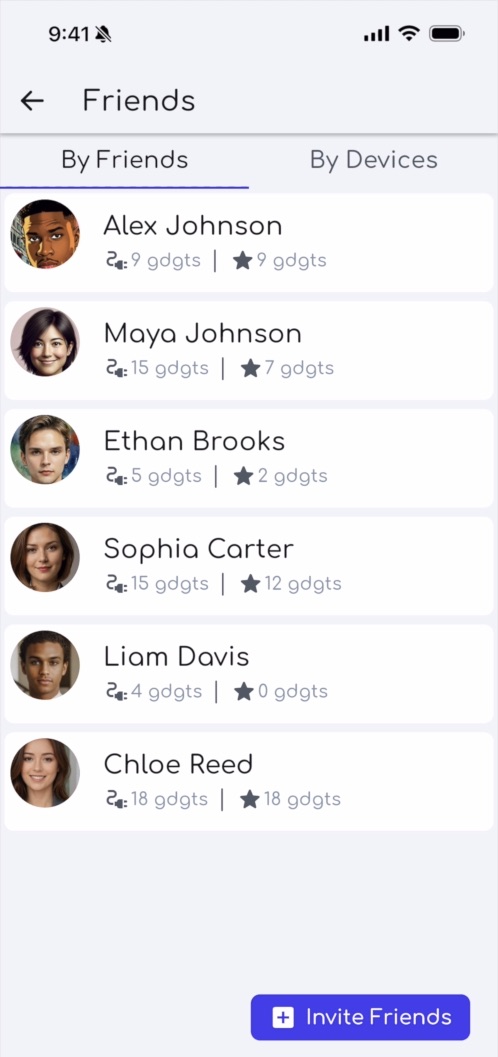 9:41
Friends
By Friends By Devices
Alex Johnson
9 gdgts | 9 gdgts
Maya Johnson
15 gdgts | 7 gdgts
Ethan Brooks
5 gdgts | 2 gdgts
Sophia Carter
15 gdgts | 12 gdgts
Liam Davis
4 gdgts | 0 gdgts
Chloe Reed
18 gdgts | 18 gdgts
Invite Friends